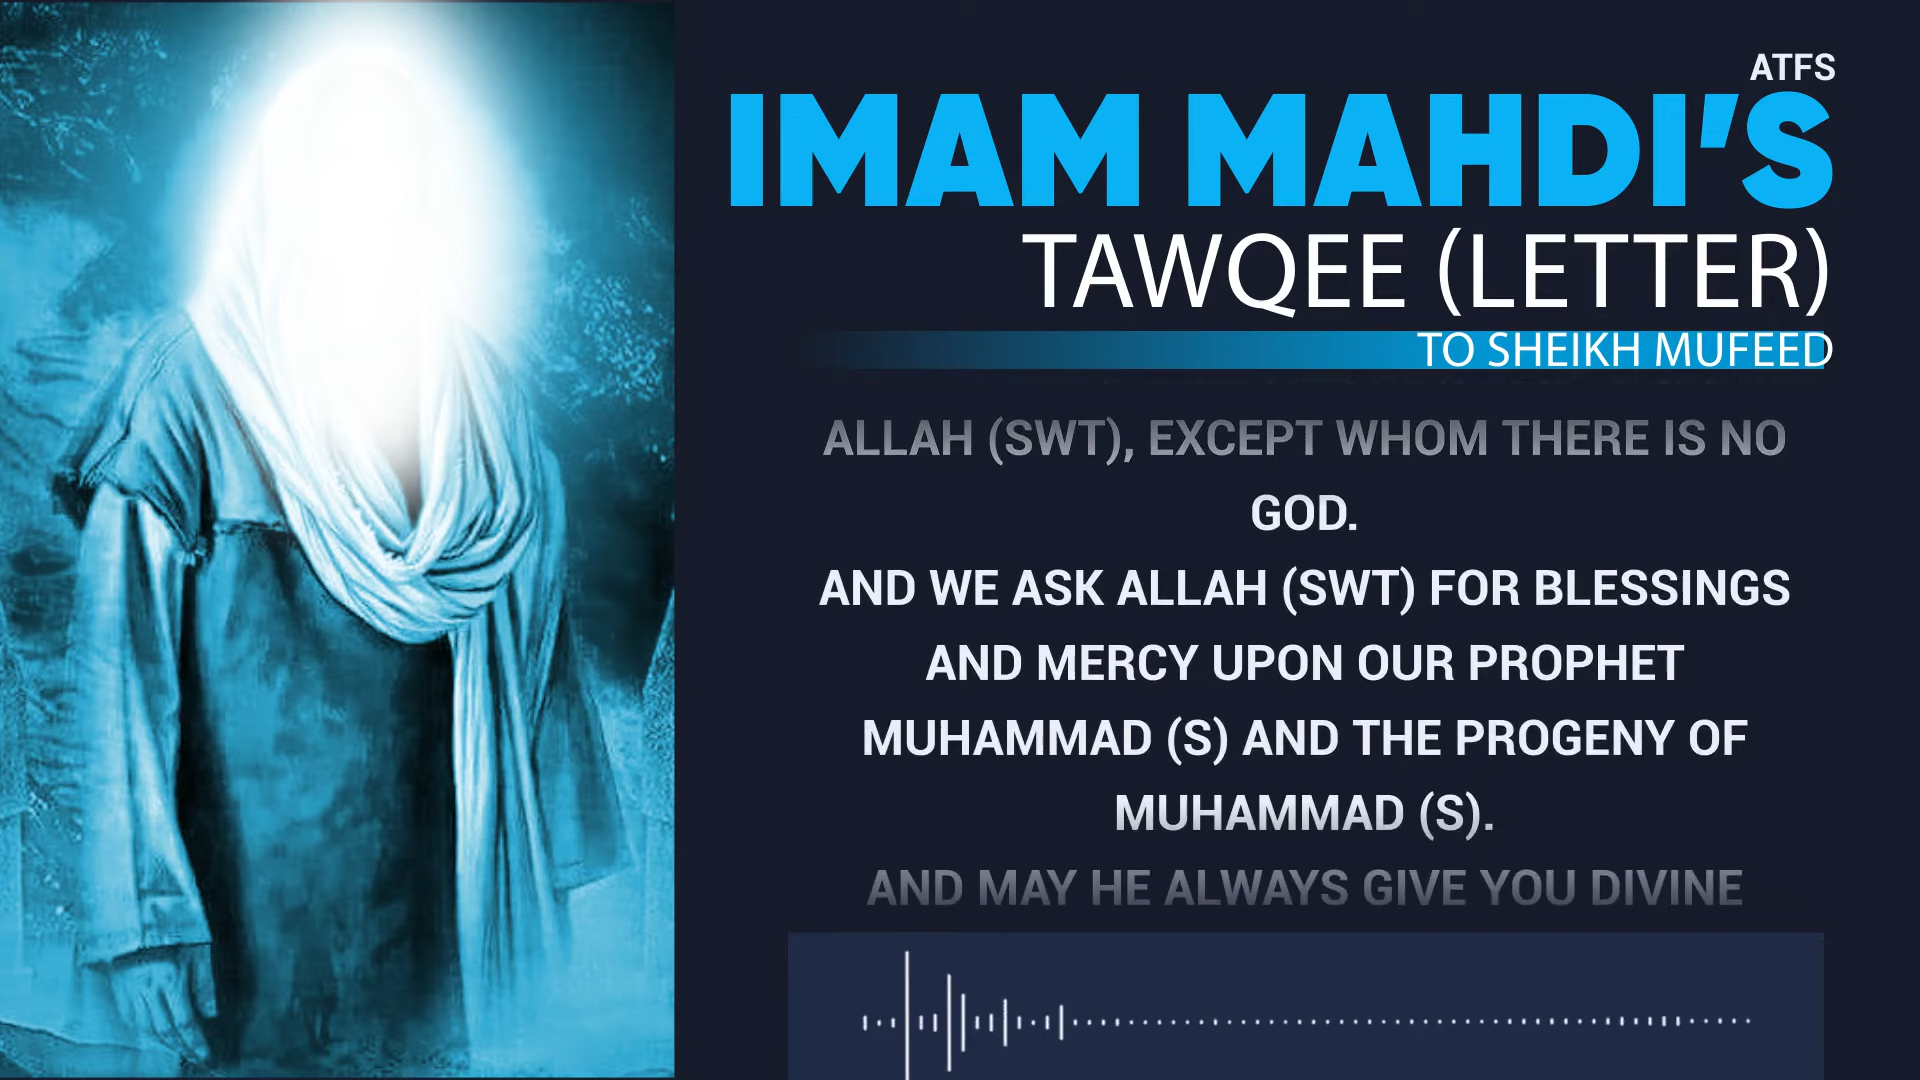 ATFS
IMAM MAHDI'S
TAWQEE (LETTER)
TO SHEIKH MUFEED
ALLAH (SWT), EXCEPT WHOM THERE IS NO
GOD.
AND WE ASK ALLAH (SWT) FOR BLESSINGS
AND MERCY UPON OUR PROPHET
MUHAMMAD (S) AND THE PROGENY OF
MUHAMMAD (S).
AND MAY HE ALWAYS GIVE YOU DIVINE